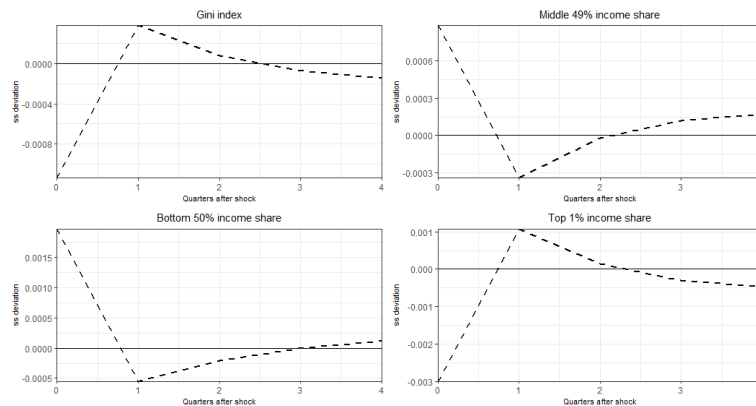 Gini index
ss deviation
0.0000
-0.0004
-0.0008
0 1 2 3 4
Quarters after shock
Middle 49% income share
ss deviation
0.0006
0.0003
0.0000
-0.0003
0 1 2 3
Quarters after shock
Bottom 50% income share
ss deviation
0.0015
0.0010
0.0005
0.0000
-0.0005
0 1 2 3 4
Quarters after shock
Top 1% income share
ss deviation
0.001
0.000
-0.001
-0.002
-0.003
0 1 2 3
Quarters after shock